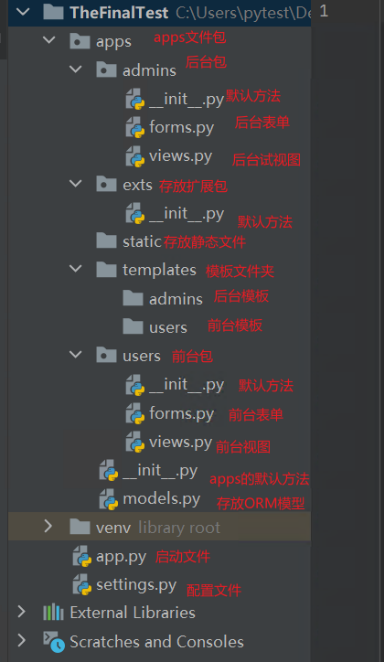 TheFinalTest C:\Users\pytest\De 1
apps apps文件包
admins 后台包
__init__.py 默认方法
forms.py 后台表单
views.py 后台试视图
exts 存放扩展包
__init__.py 默认方法
static 存放静态文件
templates 模板文件夹
admins 后台模板
users 前台模板
users 前台包
__init__.py 默认方法
forms.py 前台表单
views.py 前台视图
__init__.py apps的默认方法
models.py 存放ORM模型
venv library root
app.py 启动文件
settings.py 配置文件
External Libraries
Scratches and Consoles